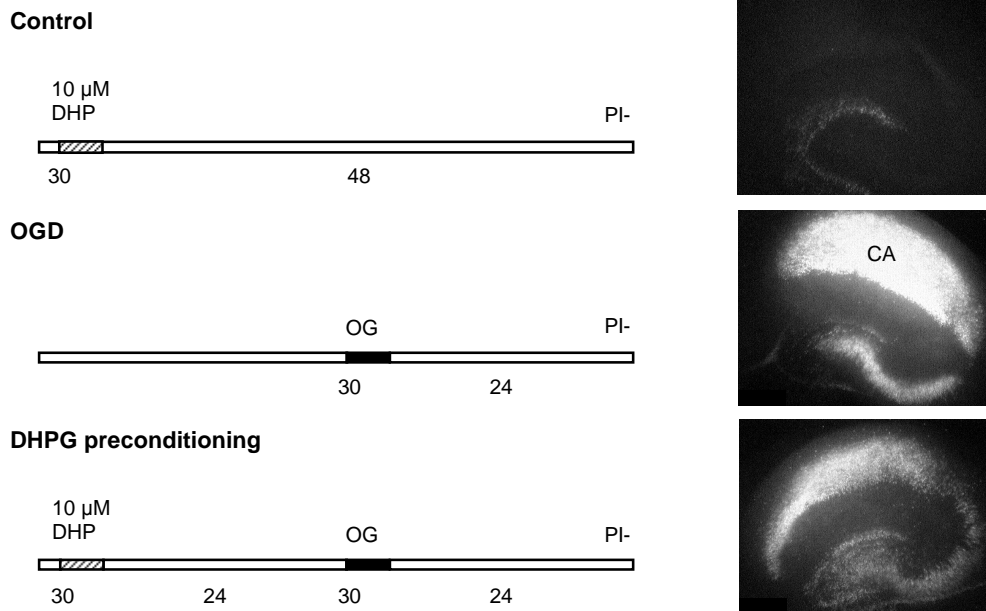 Control
10 µM
DHP
PI-
30 48
OGD
CA
OG
PI-
30 24
DHPG preconditioning
10 µM
DHP
OG
PI-
30 24 30 24